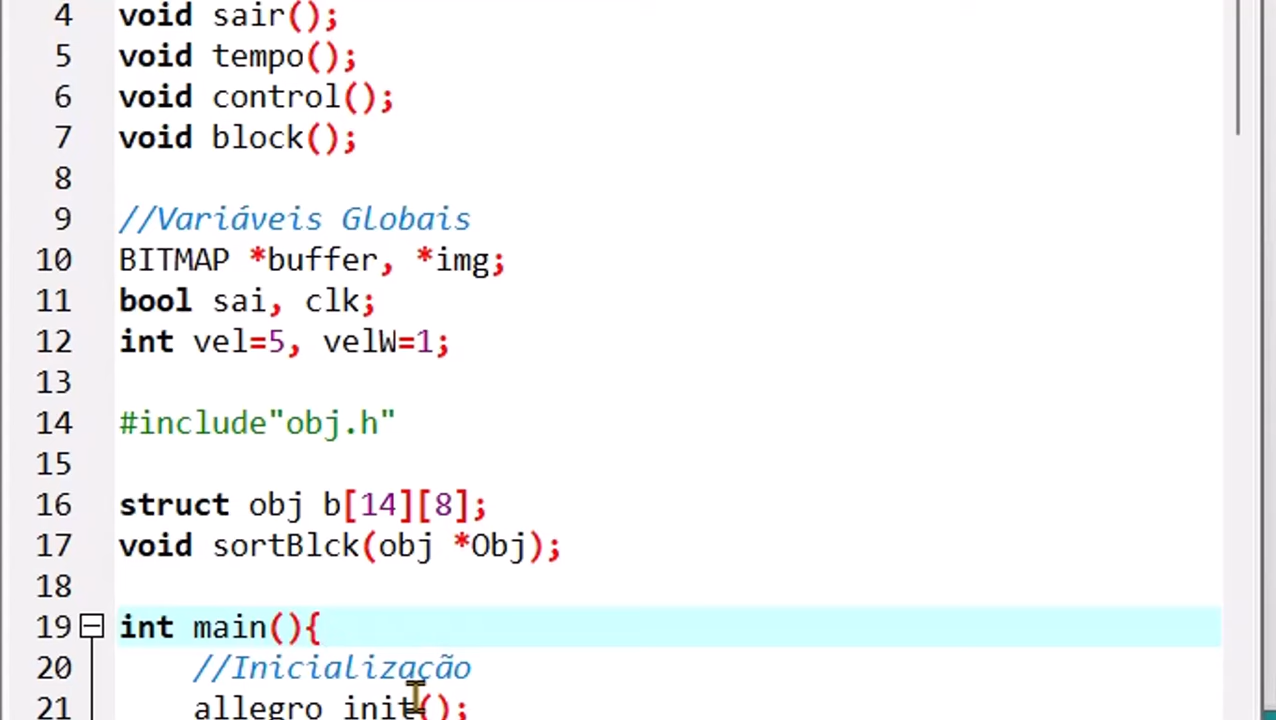 4 void sair();
5 void tempo();
6 void control();
7 void block();
8
9 //Variáveis Globais
10 BITMAP *buffer, *img;
11 bool sai, clk;
12 int vel=5, velW=1;
13
14 #include"obj.h"
15
16 struct obj b[14][8];
17 void sortBlck(obj *Obj);
18
19 int main(){
20 //Inicialização
21 allegro_init();